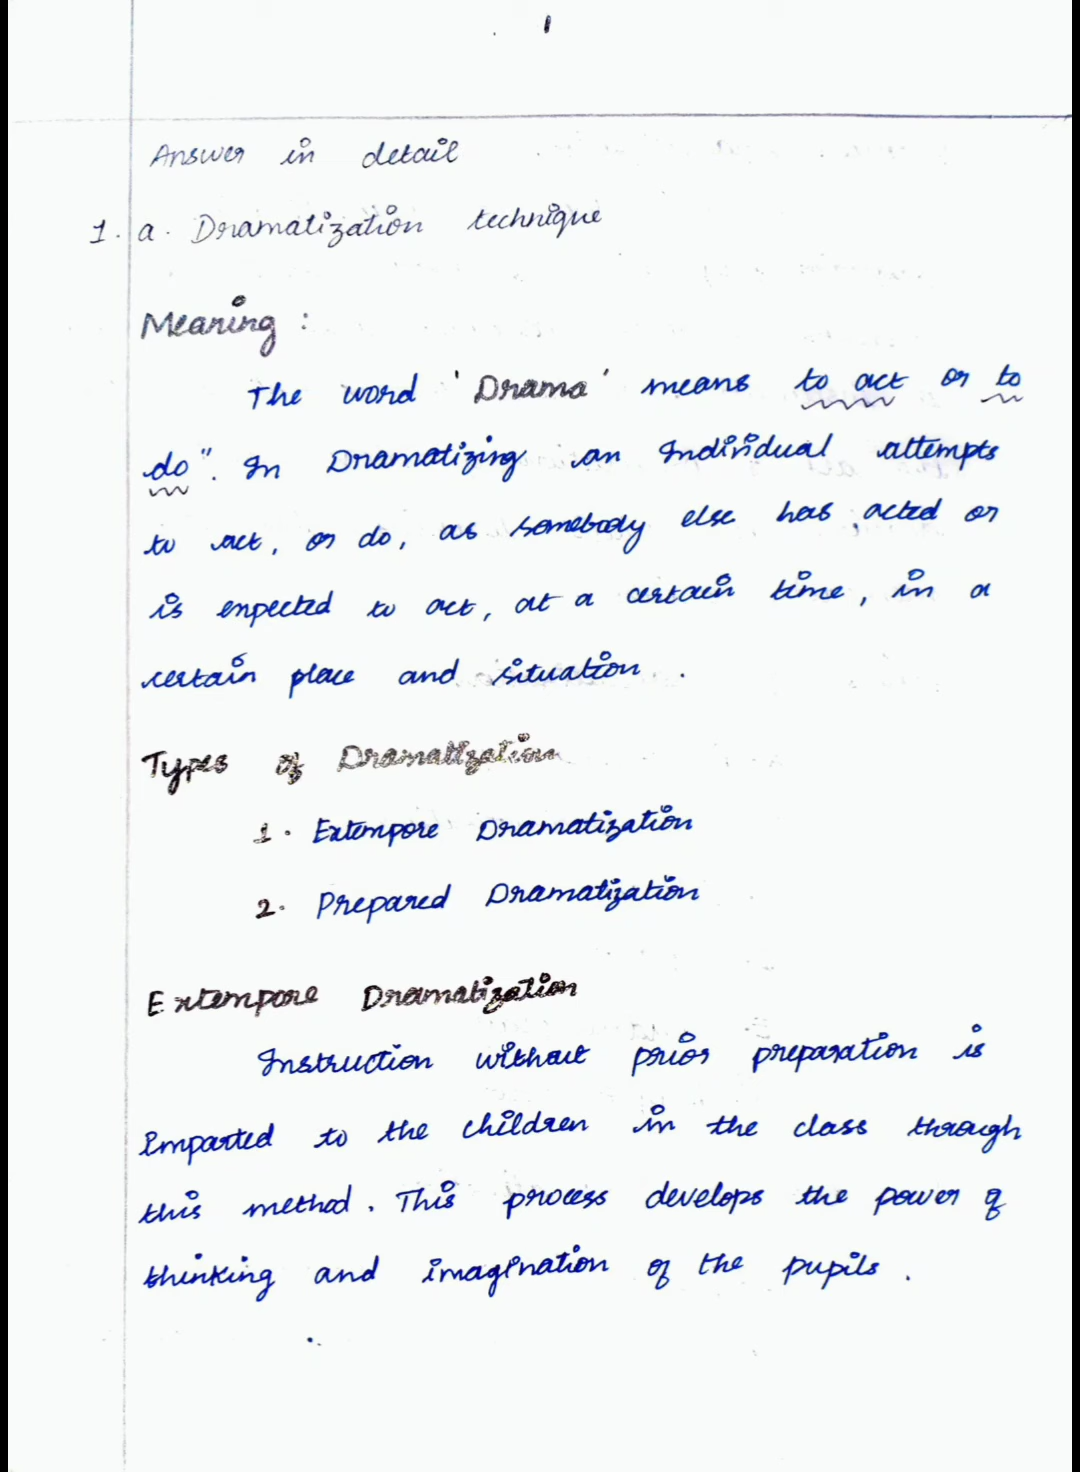 1
Answer in detail
1. a. Dramatization technique
Meaning :
The word 'Drama' means to act or to
do". In Dramatizing an Individual attempts
to act, or do, as somebody else has acted or
is expected to act, at a certain time, in a
certain place and situation.
Types of Dramatization
1. Extempore Dramatization
2. Prepared Dramatization
Extempore Dramatization
Instruction without prior preparation is
Imparted to the children in the class through
this method. This process develops the power of
thinking and imagination of the pupils.